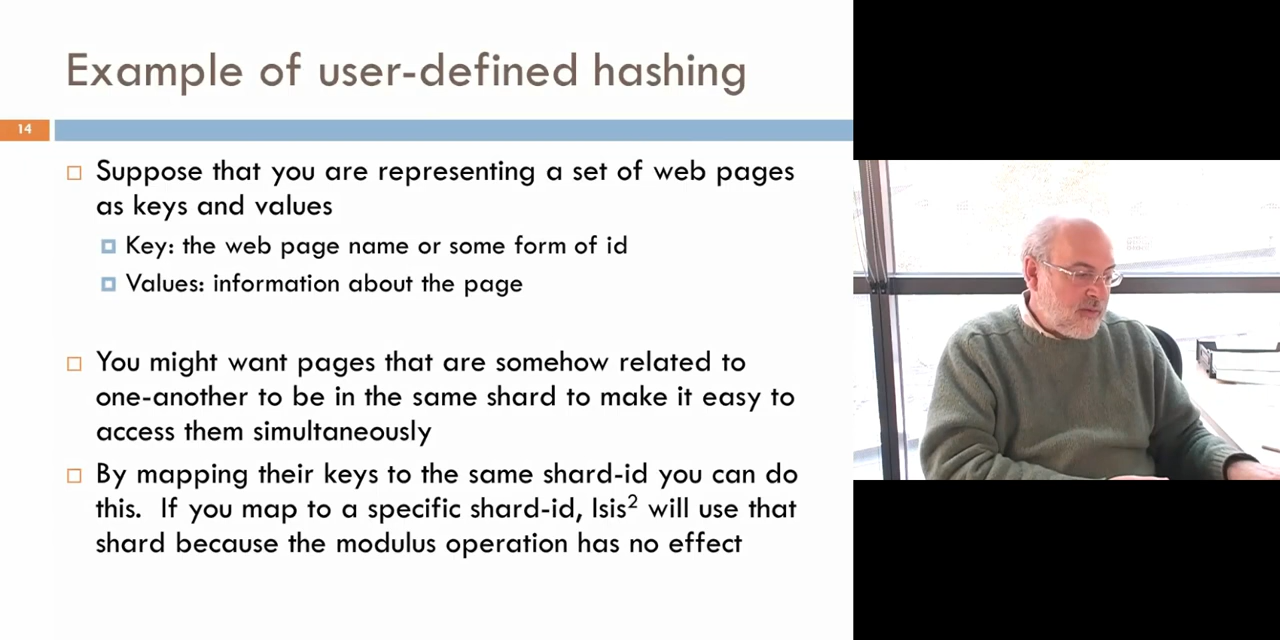 Example of user-defined hashing
14
Suppose that you are representing a set of web pages
as keys and values
Key: the web page name or some form of id
Values: information about the page
You might want pages that are somehow related to
one-another to be in the same shard to make it easy to
access them simultaneously
By mapping their keys to the same shard-id you can do
this. If you map to a specific shard-id, Isis² will use that
shard because the modulus operation has no effect